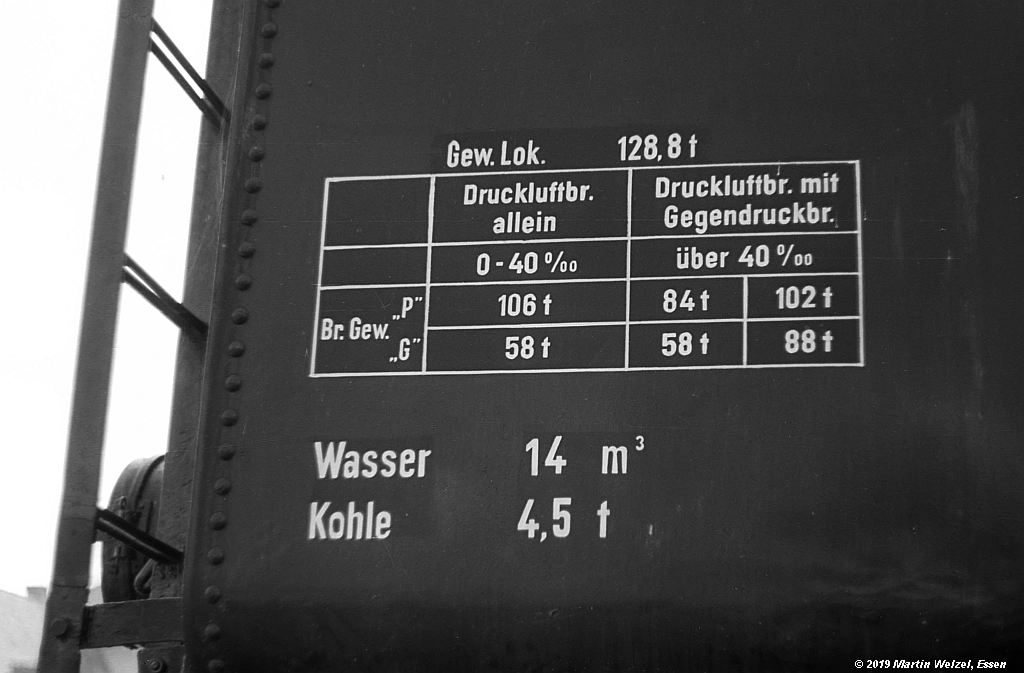 Gew. Lok. 128,8 t
Druckluftbr. allein
Druckluftbr. mit Gegendruckbr.
0-40 ‰ über 40 ‰
Br. Gew. „P" 106 t 84 t 102 t
„G" 58 t 58 t 88 t
Wasser 14 m³
Kohle 4,5 t
© 2019 Martin Welzel, Essen